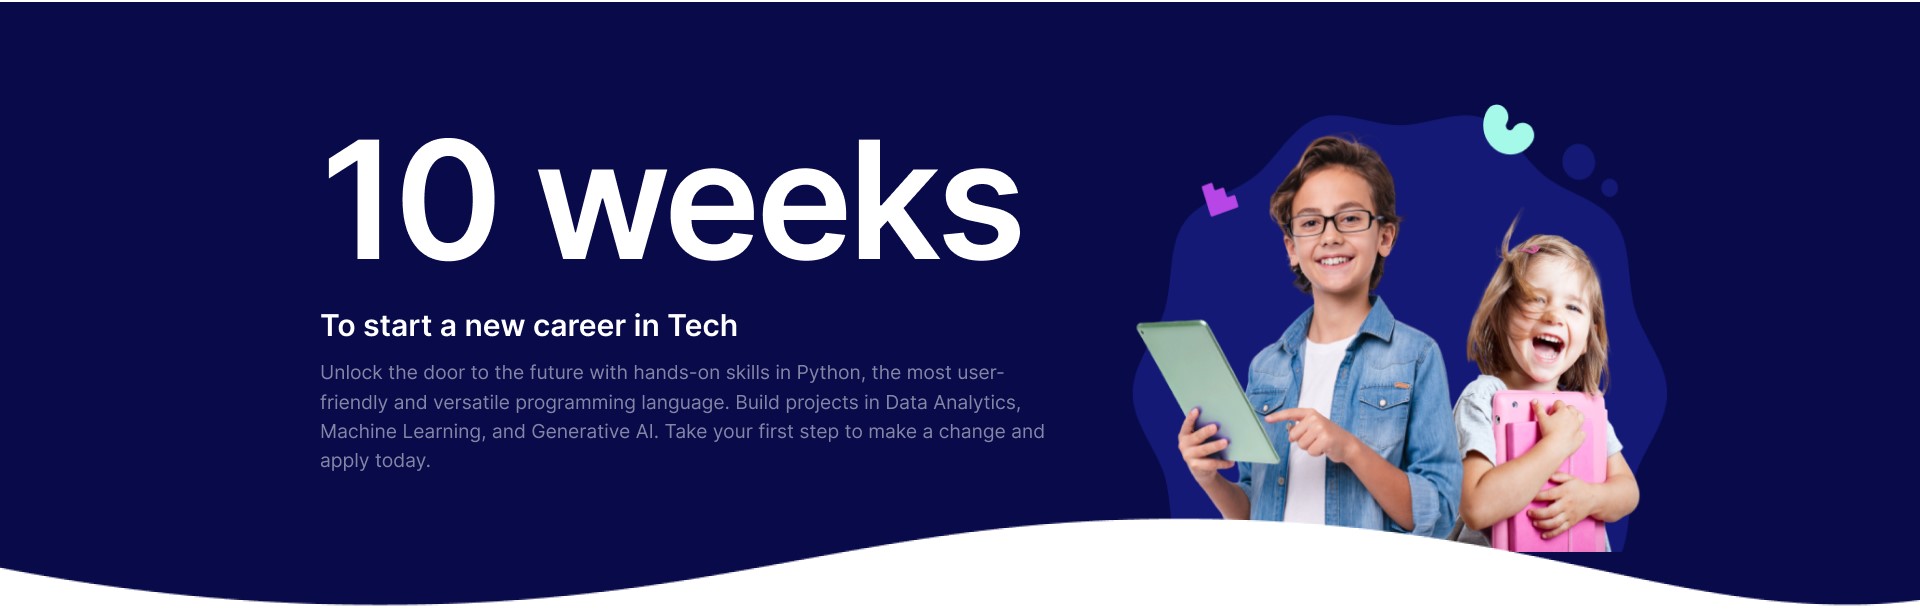 10 weeks
To start a new career in Tech
Unlock the door to the future with hands-on skills in Python, the most user-
friendly and versatile programming language. Build projects in Data Analytics,
Machine Learning, and Generative AI. Take your first step to make a change and
apply today.